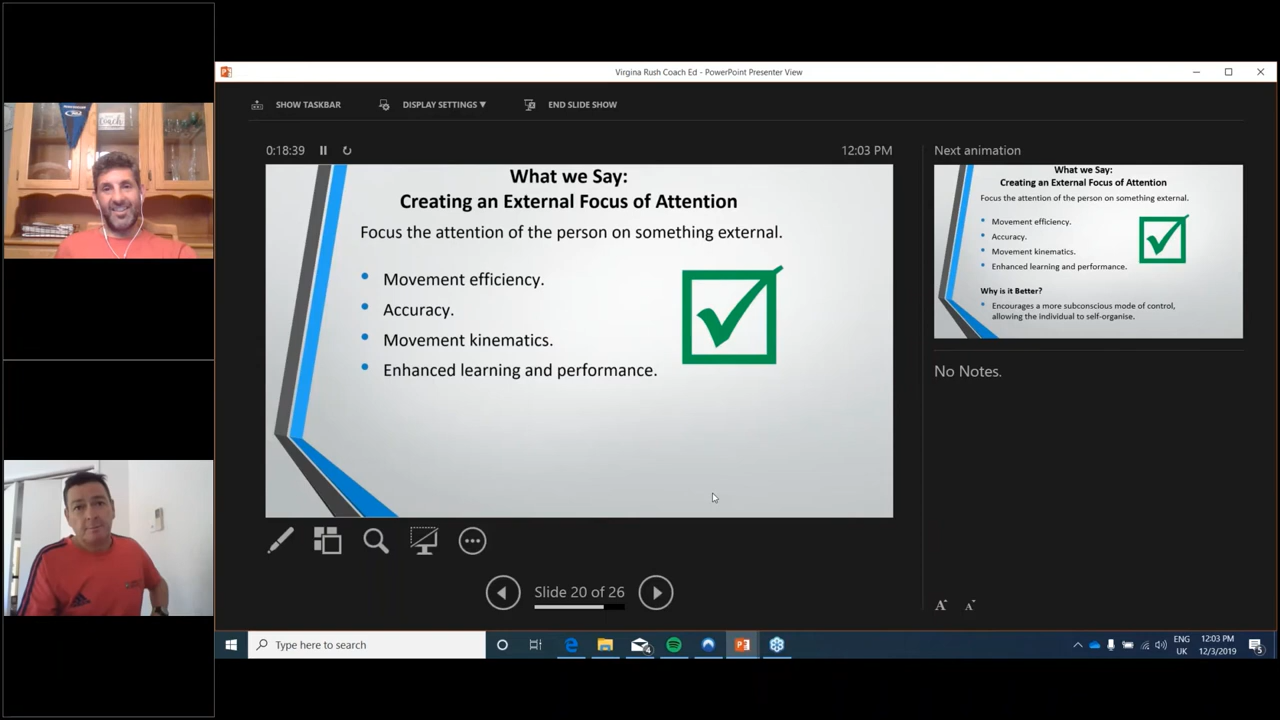 Virgina Rush Coach Ed - PowerPoint Presenter View
SHOW TASKBAR
DISPLAY SETTINGS ▼
END SLIDE SHOW
0:18:39
12:03 PM
What we Say:
Creating an External Focus of Attention
Focus the attention of the person on something external.
• Movement efficiency.
• Accuracy.
• Movement kinematics.
• Enhanced learning and performance.
Slide 20 of 26
Next animation
What we Say:
Creating an External Focus of Attention
Focus the attention of the person on something external.
• Movement efficiency.
• Accuracy.
• Movement kinematics.
• Enhanced learning and performance.
Why is it Better?
• Encourages a more subconscious mode of control,
allowing the individual to self-organise.
No Notes.
A A
Type here to search
4
ENG
UK
12:03 PM
12/3/2019
5